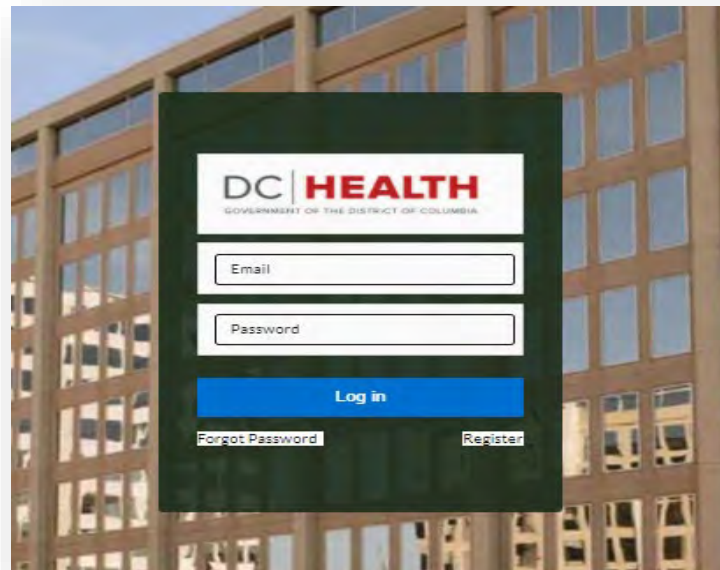 DC HEALTH
GOVERNMENT OF THE DISTRICT OF COLUMBIA
Email
Password
Log in
Forgot Password Register